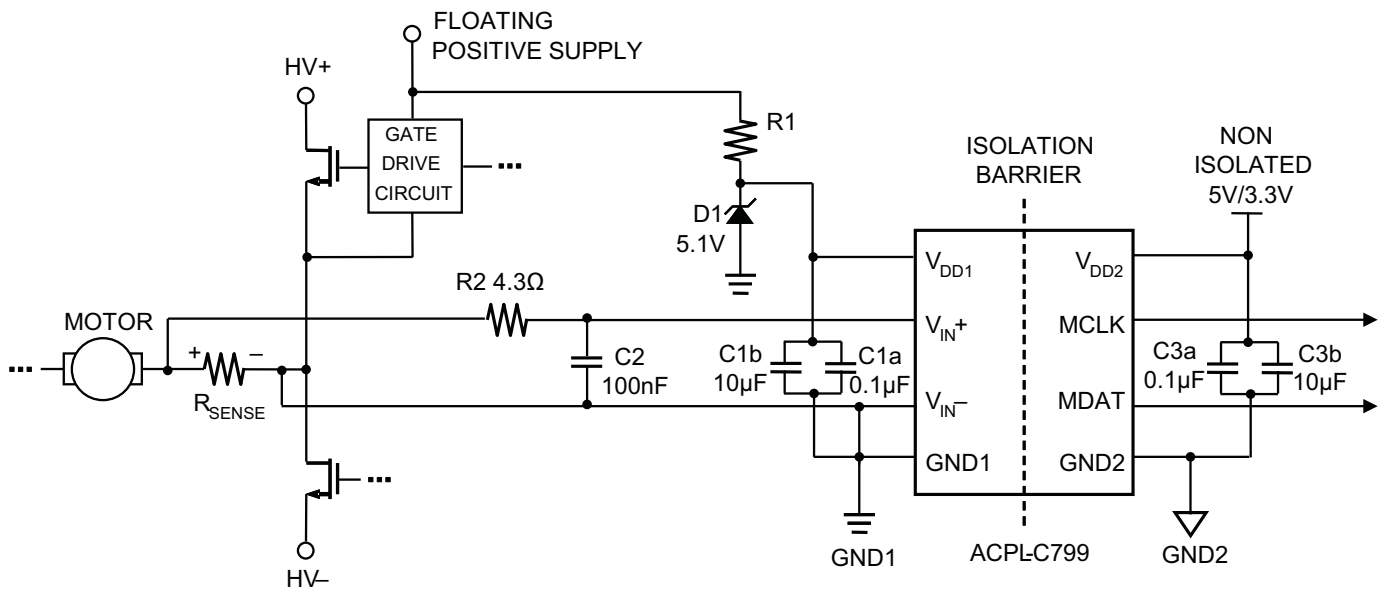 FLOATING
POSITIVE SUPPLY
HV+
GATE
DRIVE
CIRCUIT
R1
D1
5.1V
ISOLATION
BARRIER
NON
ISOLATED
5V/3.3V
R2 4.3Ω
MOTOR
+
–
RSENSE
C2
100nF
C1b
10µF
C1a
0.1µF
VDD1
VIN+
VIN–
GND1
VDD2
MCLK
MDAT
GND2
C3a
0.1µF
C3b
10µF
HV–
GND1
ACPL-C799
GND2